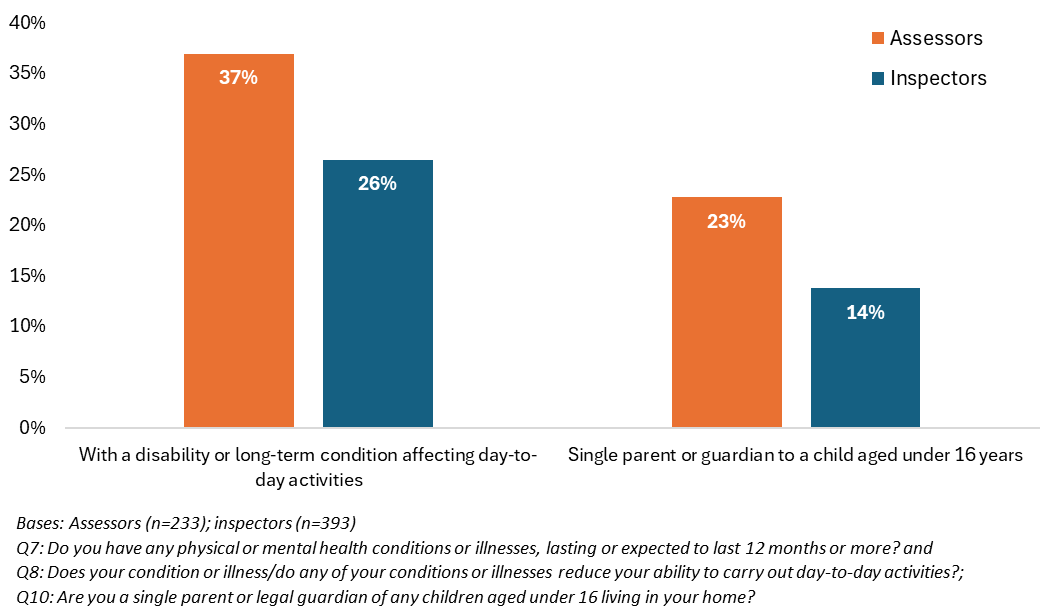 40%
35%
30%
25%
20%
15%
10%
5%
0%
Assessors
Inspectors
37%
26%
23%
14%
With a disability or long-term condition affecting day-to-
day activities
Single parent or guardian to a child aged under 16 years
Bases: Assessors (n=233); inspectors (n=393)
Q7: Do you have any physical or mental health conditions or illnesses, lasting or expected to last 12 months or more? and
Q8: Does your condition or illness/do any of your conditions or illnesses reduce your ability to carry out day-to-day activities?;
Q10: Are you a single parent or legal guardian of any children aged under 16 living in your home?